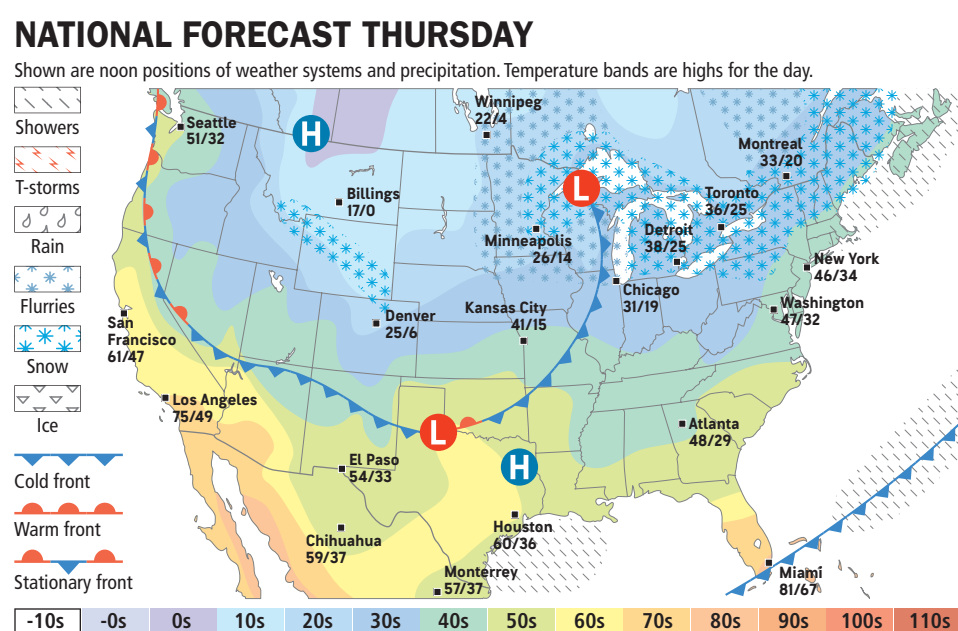 NATIONAL FORECAST THURSDAY
Shown are noon positions of weather systems and precipitation. Temperature bands are highs for the day.
Showers
T-storms
Rain
Flurries
Snow
Ice
Cold front
Warm front
Stationary front
Seattle
51/32
H
Winnipeg
22/4
Billings
17/0
L
Montreal
33/20
Toronto
36/25
Minneapolis
26/14
Detroit
38/25
New York
46/34
Chicago
31/19
Washington
47/32
San
Francisco
61/47
Denver
25/6
Kansas City
41/15
Los Angeles
75/49
Atlanta
48/29
L
H
El Paso
54/33
Houston
60/36
Chihuahua
59/37
Monterrey
57/37
Miami
81/67
-10s -0s 0s 10s 20s 30s 40s 50s 60s 70s 80s 90s 100s 110s